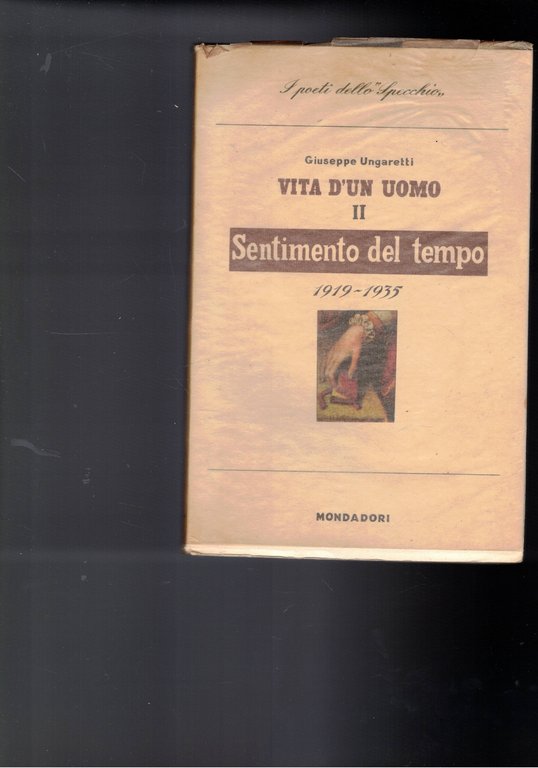 I poeti dello "Specchio„
Giuseppe Ungaretti
VITA D'UN UOMO
II
Sentimento del tempo
1919-1935
MONDADORI